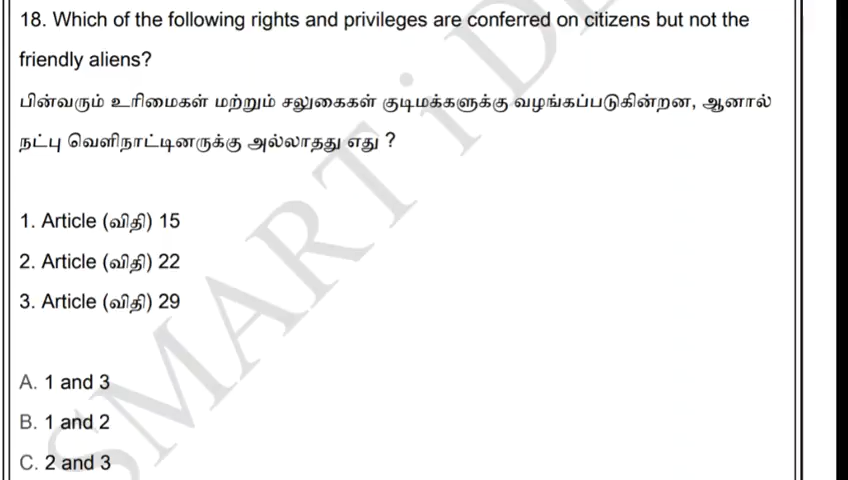 18. Which of the following rights and privileges are conferred on citizens but not the
friendly aliens?
பின்வரும் உரிமைகள் மற்றும் சலுகைகள் குடிமக்களுக்கு வழங்கப்படுகின்றன, ஆனால்
நட்பு வெளிநாட்டினருக்கு அல்லாதது எது ?
1. Article (விதி) 15
2. Article (விதி) 22
3. Article (விதி) 29
A. 1 and 3
B. 1 and 2
C. 2 and 3
SMART i D